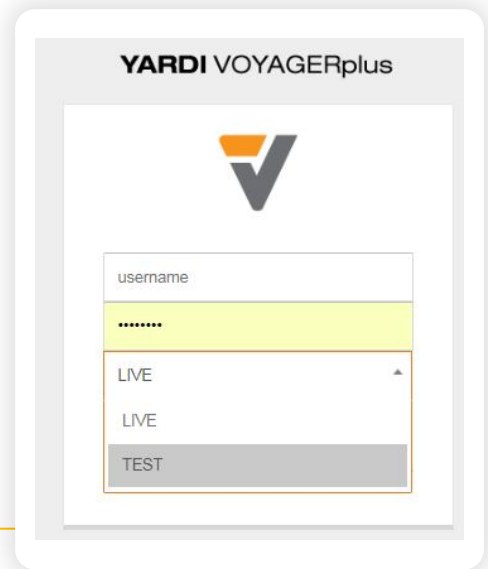 YARDI VOYAGERplus
username
••••••••
LIVE
LIVE
TEST